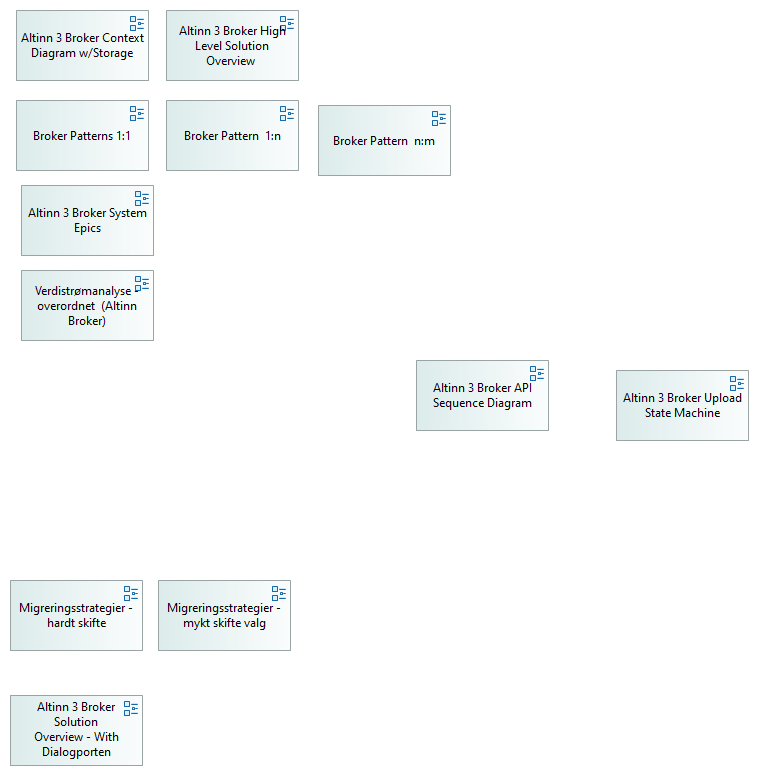 Altinn 3 Broker Context
Diagram w/Storage
Altinn 3 Broker High
Level Solution
Overview
Broker Patterns 1:1
Broker Pattern  1:n
Broker Pattern  n:m
Altinn 3 Broker System
Epics
Verdistrømanalyse -
overordnet  (Altinn
Broker)
Altinn 3 Broker API
Sequence Diagram
Altinn 3 Broker Upload
State Machine
Migreringsstrategier -
hardt skifte
Migreringsstrategier -
mykt skifte valg
Altinn 3 Broker
Solution
Overview - With
Dialogporten